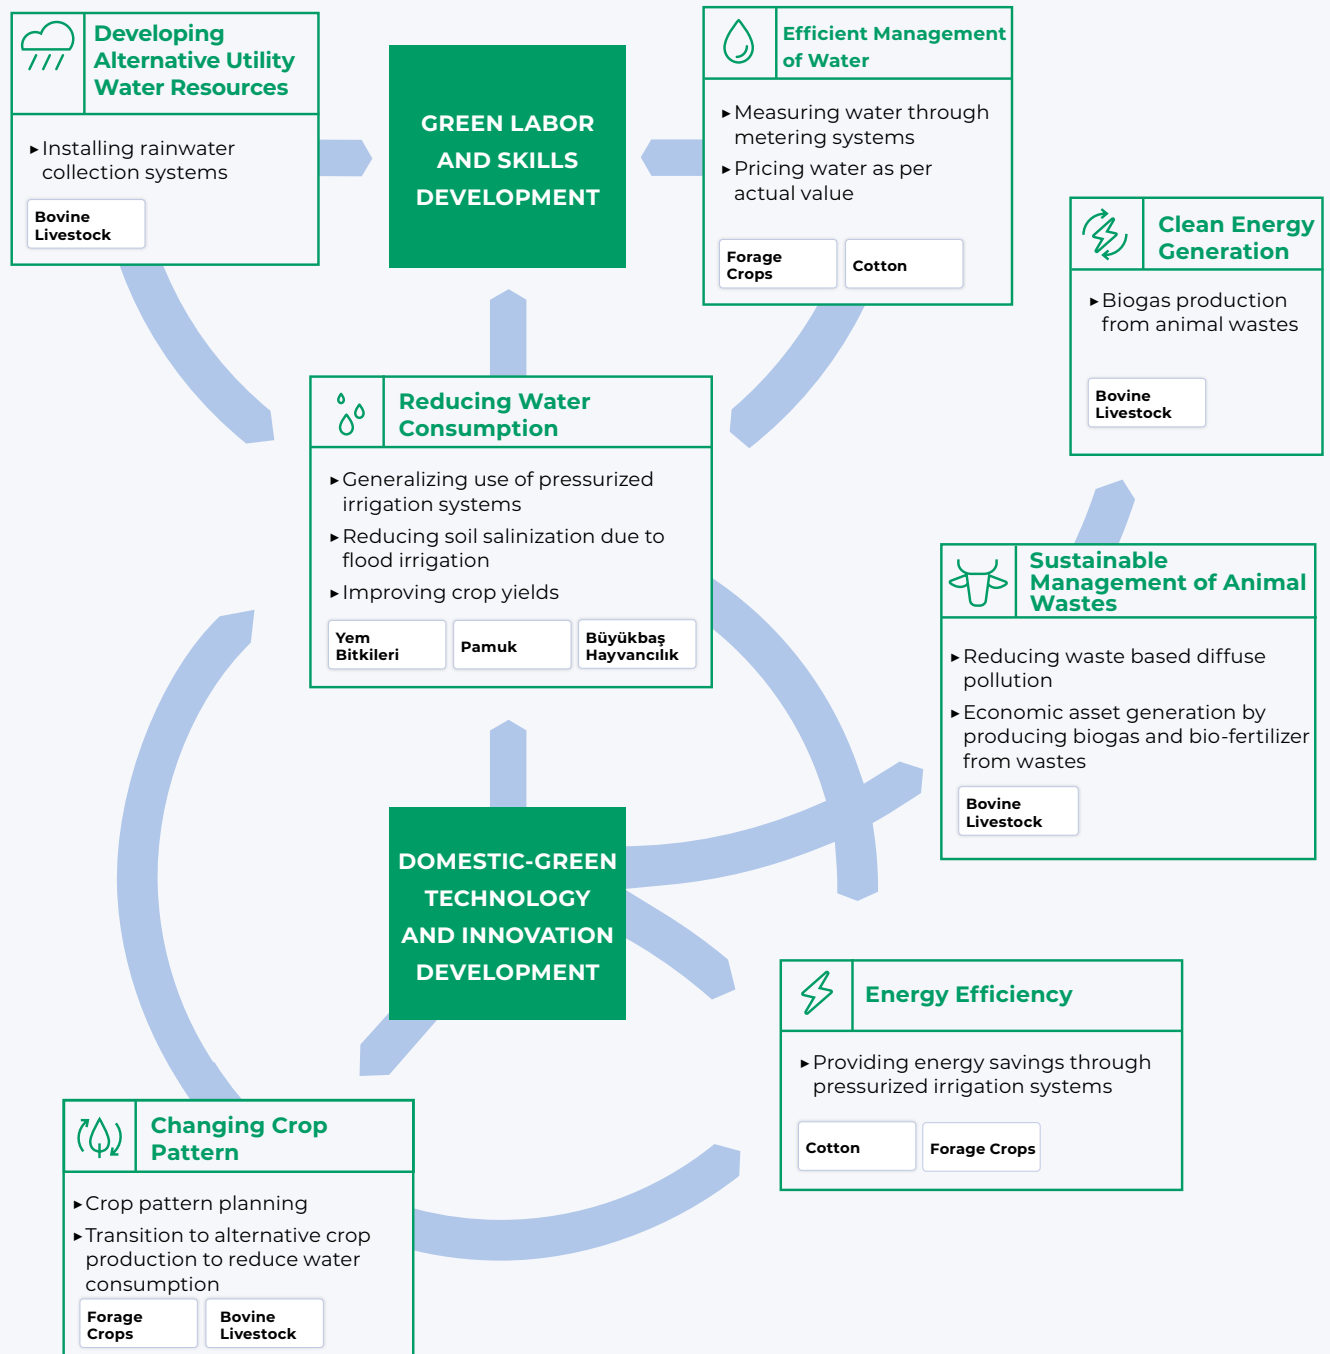 Developing
Alternative Utility
Water Resources
▸ Installing rainwater
collection systems
Bovine
Livestock
GREEN LABOR
AND SKILLS
DEVELOPMENT
Efficient Management
of Water
▸ Measuring water through
metering systems
▸ Pricing water as per
actual value
Forage
Crops
Cotton
Clean Energy
Generation
▸ Biogas production
from animal wastes
Bovine
Livestock
Reducing Water
Consumption
▸ Generalizing use of pressurized
irrigation systems
▸ Reducing soil salinization due to
flood irrigation
▸ Improving crop yields
Yem
Bitkileri
Pamuk
Büyükbaş
Hayvancılık
Sustainable
Management of Animal
Wastes
▸ Reducing waste based diffuse
pollution
▸ Economic asset generation by
producing biogas and bio-fertilizer
from wastes
Bovine
Livestock
DOMESTIC-GREEN
TECHNOLOGY
AND INNOVATION
DEVELOPMENT
Energy Efficiency
▸ Providing energy savings through
pressurized irrigation systems
Cotton
Forage Crops
Changing Crop
Pattern
▸ Crop pattern planning
▸ Transition to alternative crop
production to reduce water
consumption
Forage
Crops
Bovine
Livestock